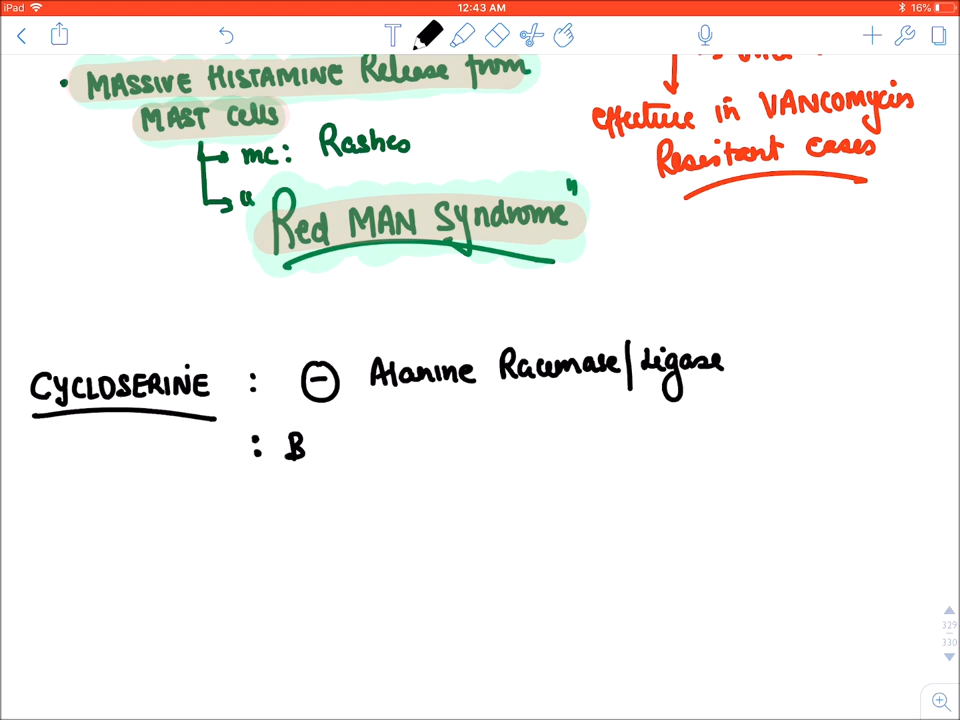 iPad 12:43 AM 16%
T
• MASSIVE HISTAMINE Release from
MAST Cells
mc: Rashes
"Red MAN Syndrome"
effective in VANComycin
Resistant cases
CYCLOSERINE : ⊖ Alanine Racemase/Ligase
: B
329
330